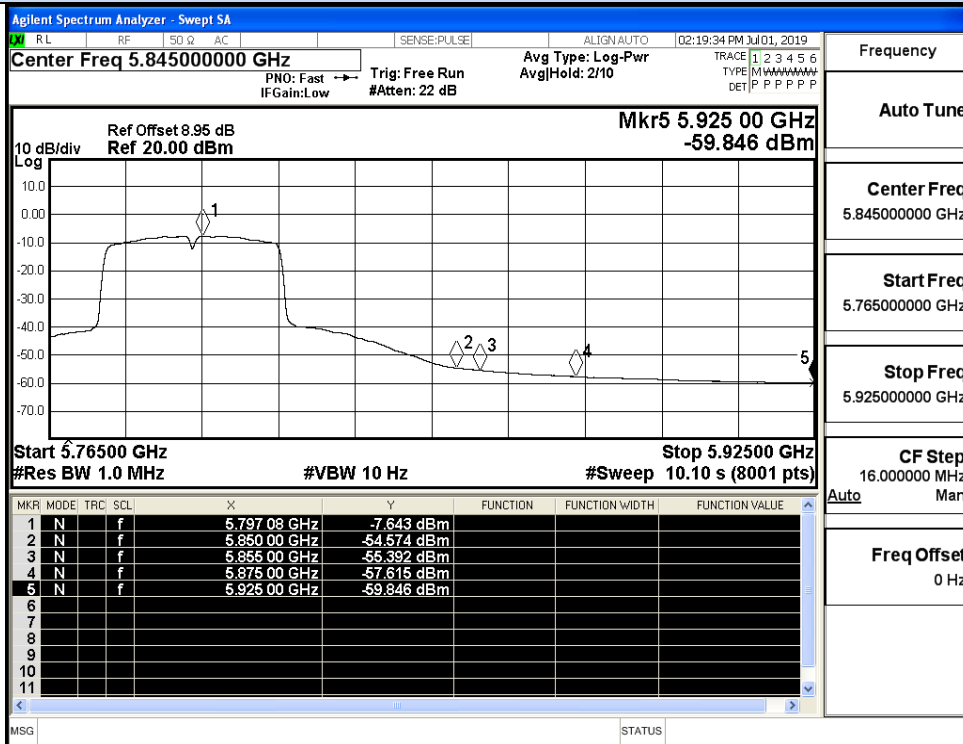 Agilent Spectrum Analyzer - Swept SA
LXI RL RF 50 Ω AC SENSE:PULSE ALIGN AUTO 02:19:34 PM Jul 01, 2019
Center Freq 5.845000000 GHz
PNO: Fast
IFGain:Low
Trig: Free Run
#Atten: 22 dB
Avg Type: Log-Pwr
Avg|Hold: 2/10
TRACE 1 2 3 4 5 6
TYPE M WWWWW
DET P P P P P P
Ref Offset 8.95 dB
10 dB/div Ref 20.00 dBm
Log
Mkr5 5.925 00 GHz
-59.846 dBm
10.0
0.00
-10.0
-20.0
-30.0
-40.0
-50.0
-60.0
-70.0
1
2
3
4
5
Start 5.76500 GHz Stop 5.92500 GHz
#Res BW 1.0 MHz #VBW 10 Hz #Sweep 10.10 s (8001 pts)
MKR MODE TRC SCL X Y FUNCTION FUNCTION WIDTH FUNCTION VALUE
1 N f 5.797 08 GHz -7.643 dBm
2 N f 5.850 00 GHz -54.574 dBm
3 N f 5.855 00 GHz -55.392 dBm
4 N f 5.875 00 GHz -57.615 dBm
5 N f 5.925 00 GHz -59.846 dBm
6
7
8
9
10
11
MSG STATUS
Frequency
Auto Tune
Center Freq
5.845000000 GHz
Start Freq
5.765000000 GHz
Stop Freq
5.925000000 GHz
CF Step
16.000000 MHz
Auto Man
Freq Offset
0 Hz